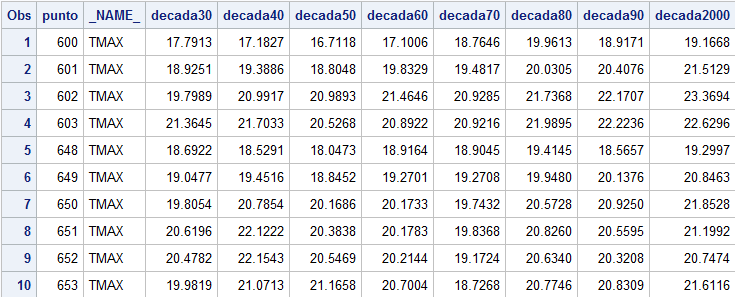 Obs punto _NAME_ decada30 decada40 decada50 decada60 decada70 decada80 decada90 decada2000
1 600 TMAX 17.7913 17.1827 16.7118 17.1006 18.7646 19.9613 18.9171 19.1668
2 601 TMAX 18.9251 19.3886 18.8048 19.8329 19.4817 20.0305 20.4076 21.5129
3 602 TMAX 19.7989 20.9917 20.9893 21.4646 20.9285 21.7368 22.1707 23.3694
4 603 TMAX 21.3645 21.7033 20.5268 20.8922 20.9216 21.9895 22.2236 22.6296
5 648 TMAX 18.6922 18.5291 18.0473 18.9164 18.9045 19.4145 18.5657 19.2997
6 649 TMAX 19.0477 19.4516 18.8452 19.2701 19.2708 19.9480 20.1376 20.8463
7 650 TMAX 19.8054 20.7854 20.1686 20.1733 19.7432 20.5728 20.9250 21.8528
8 651 TMAX 20.6196 22.1222 20.3838 20.1783 19.8368 20.8260 20.5595 21.1992
9 652 TMAX 20.4782 22.1543 20.5469 20.2144 19.1724 20.6340 20.3208 20.7474
10 653 TMAX 19.9819 21.0713 21.1658 20.7004 18.7268 20.7746 20.8309 21.6116